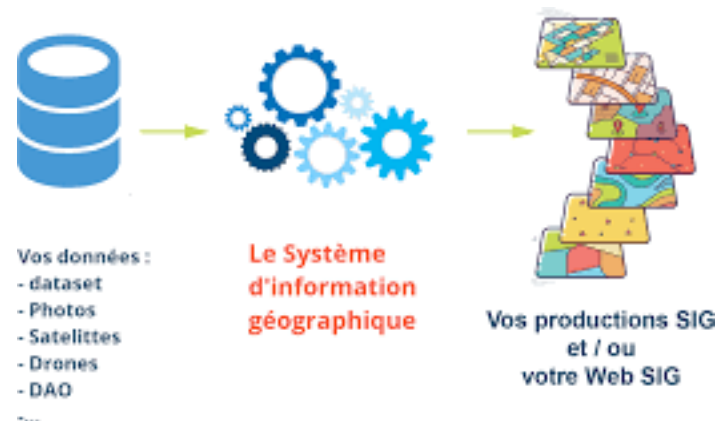 Vos données :
- dataset
- Photos
- Satelittes
- Drones
- DAO
-...
Le Système
d'information
géographique
Vos productions SIG
et / ou
votre Web SIG